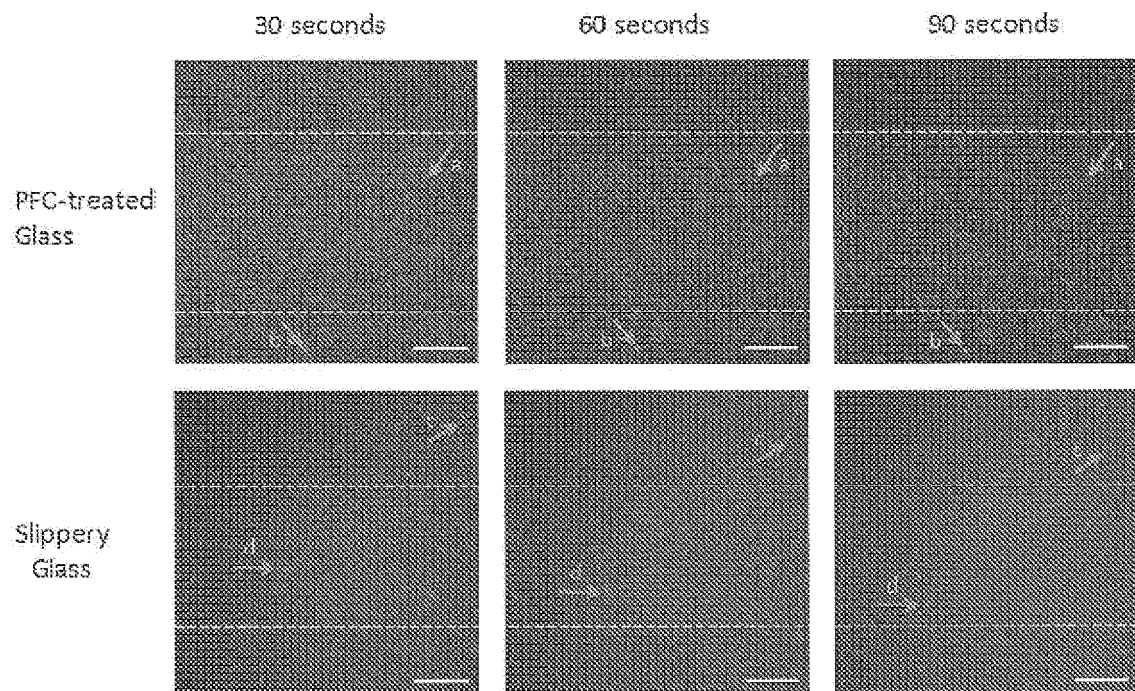 30 seconds 60 seconds 90 seconds
PFC-treated
Glass
a a
b b
Slippery
Glass
d d